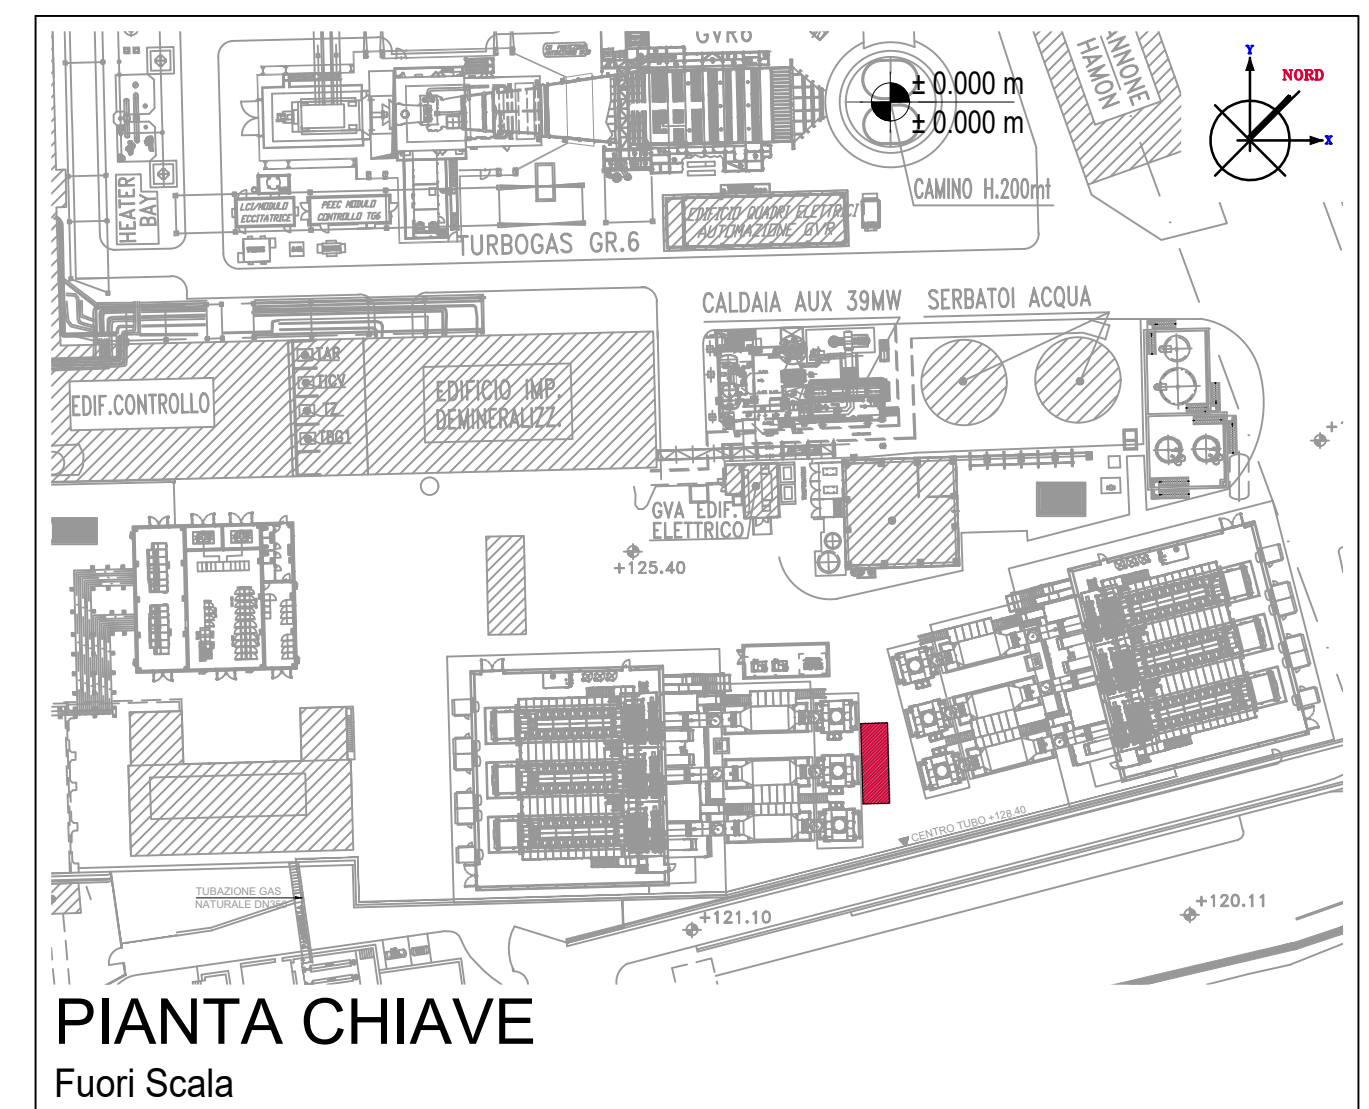 GVR6
Y
NORD
X
± 0.000 m
± 0.000 m
ANNONE
HAMON
CAMINO H.200mt
HEATER
BAY
LCI/MODULO
ECCITATRICE
PEEC MODULO
CONTROLLO TG6
EDIFICIO QUADRI ELETTRICI
AUTOMAZIONE GVR
TURBOGAS GR.6
CALDAIA AUX 39MW
SERBATOI ACQUA
TAR
TICV
TZ
TBG1
EDIF.CONTROLLO
EDIFICIO IMP.
DEMINERALIZZ.
GVA EDIF.
ELETTRICO
+125.40
CENTRO TUBO +128.40
TUBAZIONE GAS
NATURALE DN350
+121.10
+120.11
PIANTA CHIAVE
Fuori Scala